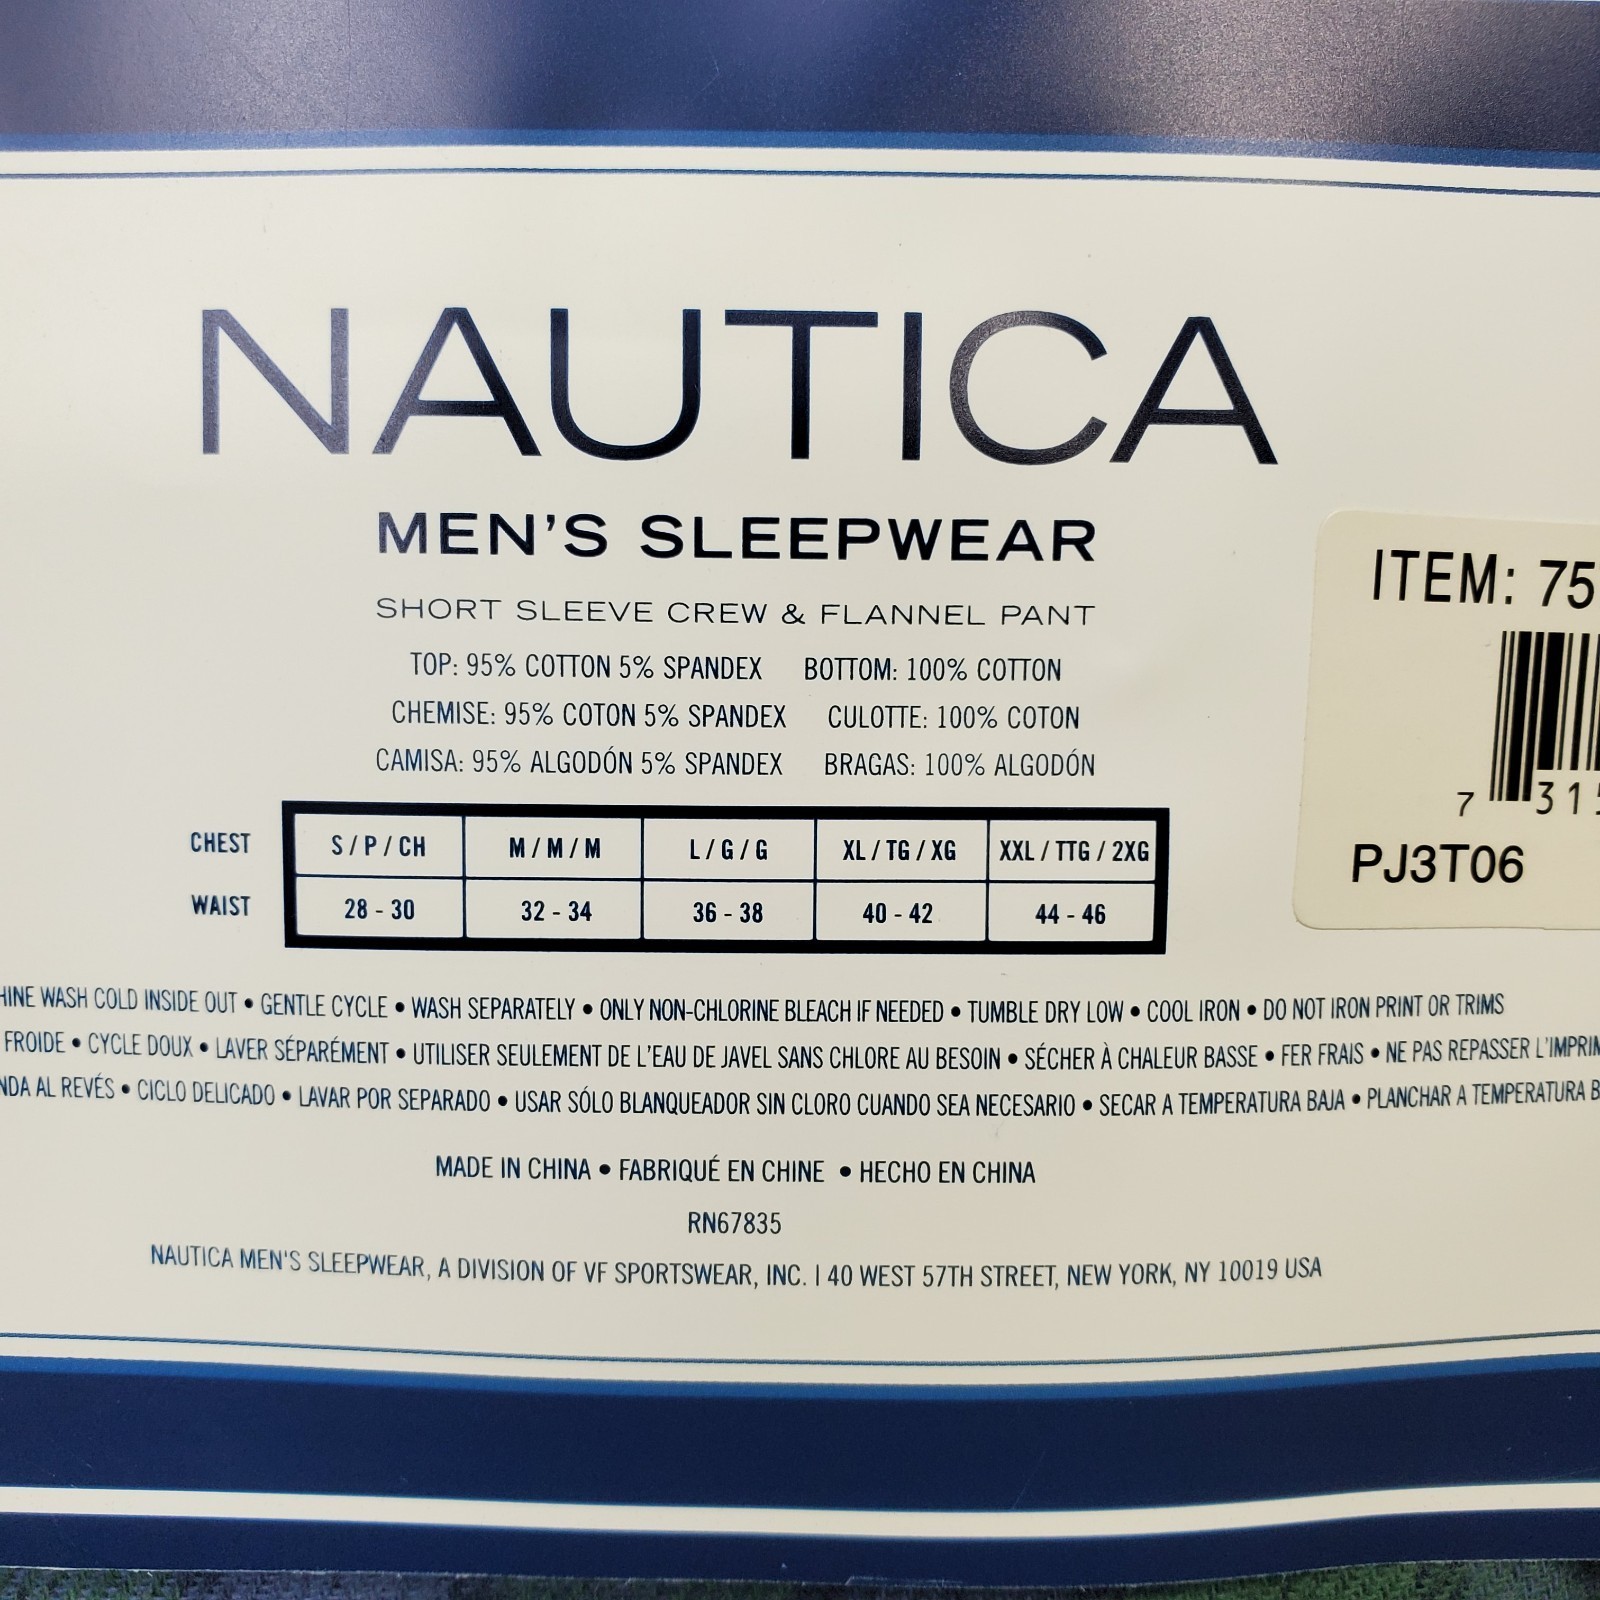 NAUTICA
MEN'S SLEEPWEAR
SHORT SLEEVE CREW & FLANNEL PANT
TOP: 95% COTTON 5% SPANDEX BOTTOM: 100% COTTON
CHEMISE: 95% COTON 5% SPANDEX CULOTTE: 100% COTON
CAMISA: 95% ALGODÓN 5% SPANDEX BRAGAS: 100% ALGODÓN
CHEST S / P / CH M / M / M L / G / G XL / TG / XG XXL / TTG / 2XG
WAIST 28 - 30 32 - 34 36 - 38 40 - 42 44 - 46
WASH COLD INSIDE OUT • GENTLE CYCLE • WASH SEPARATELY • ONLY NON-CHLORINE BLEACH IF NEEDED • TUMBLE DRY LOW • COOL IRON • DO NOT IRON PRINT OR TRIMS
FROIDE • CYCLE DOUX • LAVER SÉPARÉMENT • UTILISER SEULEMENT DE L'EAU DE JAVEL SANS CHLORE AU BESOIN • SÉCHER À CHALEUR BASSE • FER FRAIS • NE PAS REPASSER
AL REVÉS • CICLO DELICADO • LAVAR POR SEPARADO • USAR SÓLO BLANQUEADOR SIN CLORO CUANDO SEA NECESARIO • SECAR A TEMPERATURA BAJA • PLANCHAR A TEMPERATURA
MADE IN CHINA • FABRIQUÉ EN CHINE • HECHO EN CHINA
RN67835
NAUTICA MEN'S SLEEPWEAR, A DIVISION OF VF SPORTSWEAR, INC. | 40 WEST 57TH STREET, NEW YORK, NY 10019 USA
ITEM: 75
7 31
PJ3T06